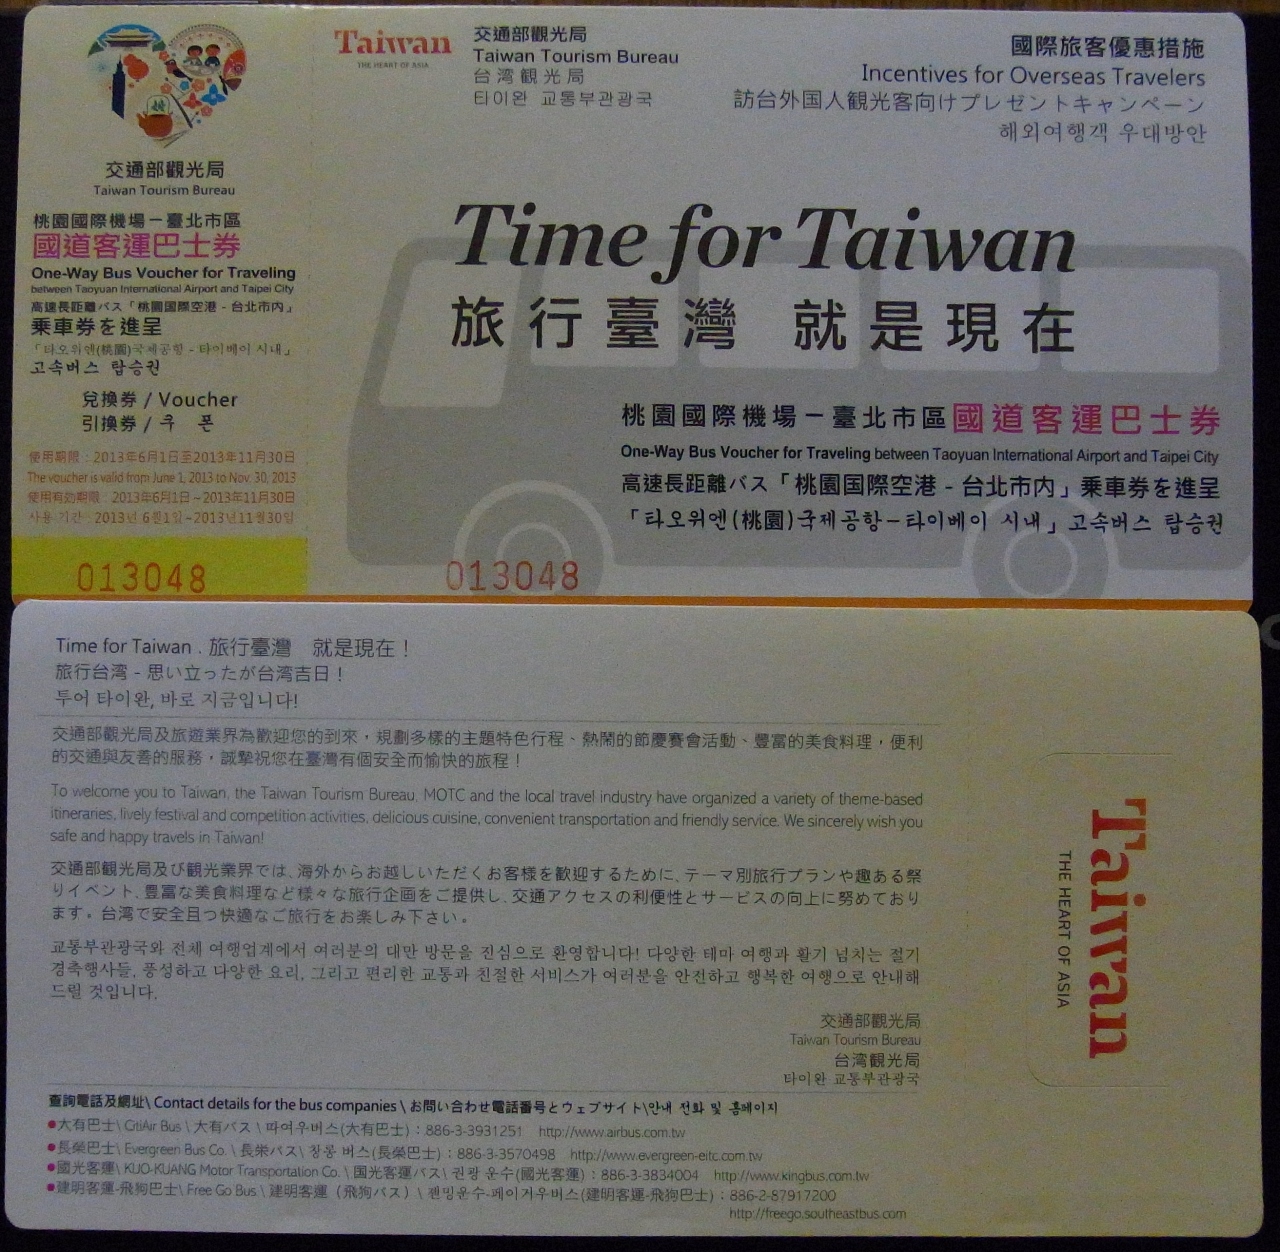 交通部觀光局
Taiwan Tourism Bureau
桃園國際機場－臺北市區
國道客運巴士券
One-Way Bus Voucher for Traveling
between Taoyuan International Airport and Taipei City
高速長距離バス「桃園国際空港 - 台北市内」
乗車券を進呈
「타오위엔(桃園)국제공항 - 타이베이 시내」
고속버스 탑승권
兌換券 / Voucher
引換券 / 쿠 폰
使用期限 : 2013年6月1日至2013年11月30日
The voucher is valid from June 1, 2013 to Nov. 30, 2013
使用有効期限 : 2013年6月1日～2013年11月30日
사용 기간 : 2013년 6월1일~2013년11월30일
013048
Taiwan
THE HEART OF ASIA
交通部觀光局
Taiwan Tourism Bureau
台湾観光局
타이완 교통부관광국
國際旅客優惠措施
Incentives for Overseas Travelers
訪台外国人観光客向けプレゼントキャンペーン
해외여행객 우대방안
Time for Taiwan
旅行臺灣 就是現在
桃園國際機場－臺北市區國道客運巴士券
One-Way Bus Voucher for Traveling between Taoyuan International Airport and Taipei City
高速長距離バス「桃園国際空港 - 台北市内」乗車券を進呈
「타오위엔(桃園)국제공항-타이베이 시내」고속버스 탑승권
013048
Time for Taiwan . 旅行臺灣 就是現在！
旅行台湾 - 思い立ったが台湾吉日！
투어 타이완, 바로 지금입니다!
交通部觀光局及旅遊業界為歡迎您的到來，規劃多樣的主題特色行程、熱鬧的節慶賽會活動、豐富的美食料理，便利
的交通與友善的服務，誠摯祝您在臺灣有個安全而愉快的旅程！
To welcome you to Taiwan, the Taiwan Tourism Bureau, MOTC and the local travel industry have organized a variety of theme-based
itineraries, lively festival and competition activities, delicious cuisine, convenient transportation and friendly service. We sincerely wish you
safe and happy travels in Taiwan!
交通部観光局及び観光業界では、海外からお越しいただくお客様を歓迎するために、テーマ別旅行プランや趣ある祭
りイベント、豊富な美食料理など様々な旅行企画をご提供し、交通アクセスの利便性とサービスの向上に努めており
ます。台湾で安全且つ快適なご旅行をお楽しみ下さい。
교통부관광국와 전체 여행업계에서 여러분의 대만 방문을 진심으로 환영합니다! 다양한 테마 여행과 활기 넘치는 절기
경축행사들, 풍성하고 다양한 요리, 그리고 편리한 교통과 친절한 서비스가 여러분을 안전하고 행복한 여행으로 안내해
드릴 것입니다.
交通部觀光局
Taiwan Tourism Bureau
台湾観光局
타이완 교통부관광국
查詢電話及網址\ Contact details for the bus companies \ お問い合わせ電話番号とウェブサイト\안내 전화 및 홈페이지
●大有巴士\ CitiAir Bus \ 大有バス \ 따여우버스(大有巴士) : 886-3-3931251 http://www.airbus.com.tw
●長榮巴士\ Evergreen Bus Co. \ 長栄バス\ 창롱 버스(長榮巴士) : 886-3-3570498 http://www.evergreen-eitc.com.tw
●國光客運\ KUO-KUANG Motor Transportation Co. \ 国光客運バス\ 권광 운수(國光客運) : 886-3-3834004 http://www.kingbus.com.tw
●建明客運-飛狗巴士\ Free Go Bus \ 建明客運（飛狗バス）\ 젠밍운수-페이거우버스(建明客運-飛狗巴士) : 886-2-87917200
http://freego.southeastbus.com
Taiwan
THE HEART OF ASIA